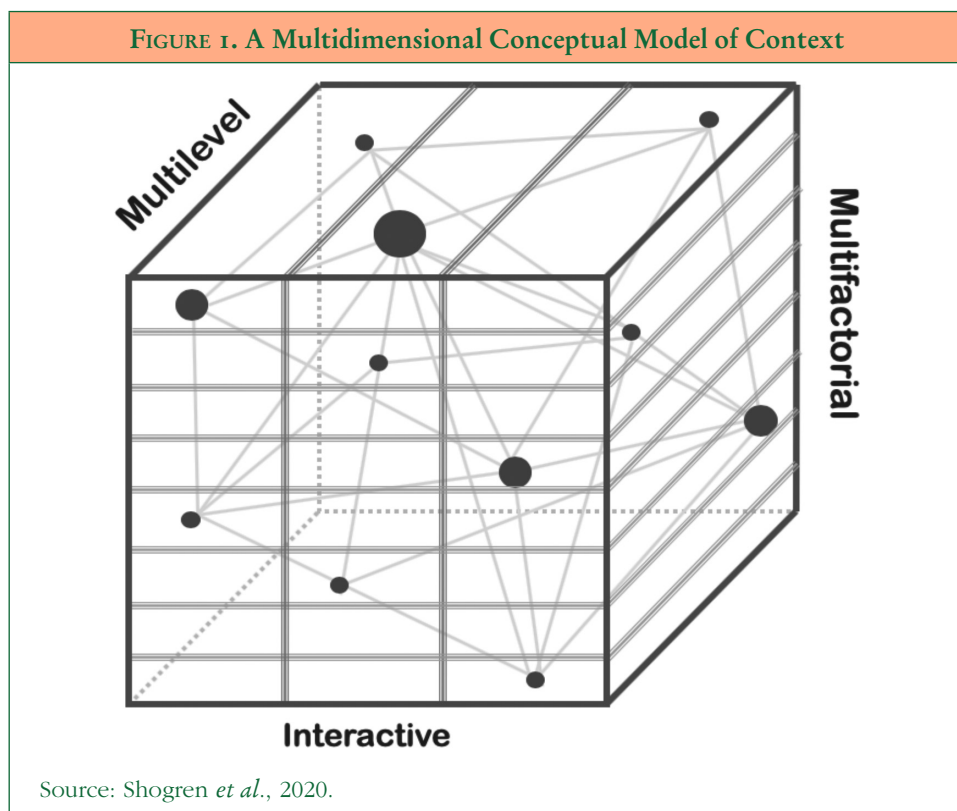 FIGURE 1. A Multidimensional Conceptual Model of Context
Multilevel
Multifactorial
Interactive
Source: Shogren et al., 2020.